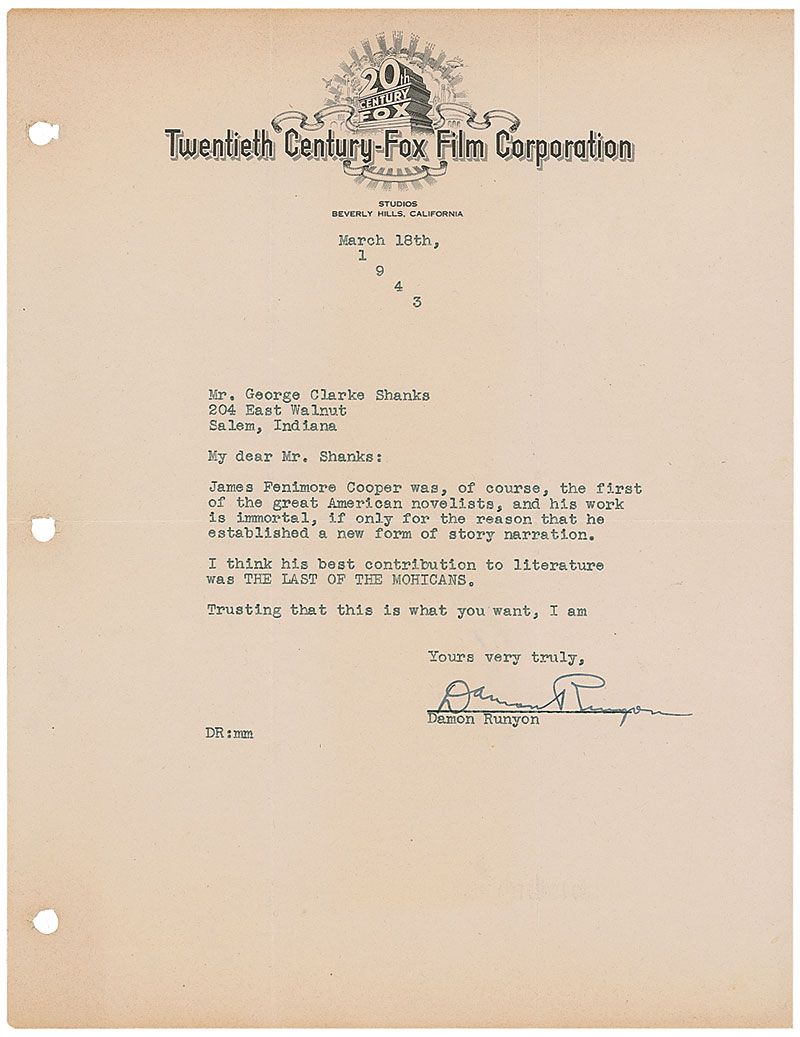 20th
CENTURY
FOX
Twentieth Century-Fox Film Corporation
STUDIOS
BEVERLY HILLS, CALIFORNIA
March 18th,
1
9
4
3
Mr. George Clarke Shanks
204 East Walnut
Salem, Indiana
My dear Mr. Shanks:
James Fenimore Cooper was, of course, the first
of the great American novelists, and his work
is immortal, if only for the reason that he
established a new form of story narration.
I think his best contribution to literature
was THE LAST OF THE MOHICANS.
Trusting that this is what you want, I am
Yours very truly,
Damon Runyon
Damon Runyon
DR:mm